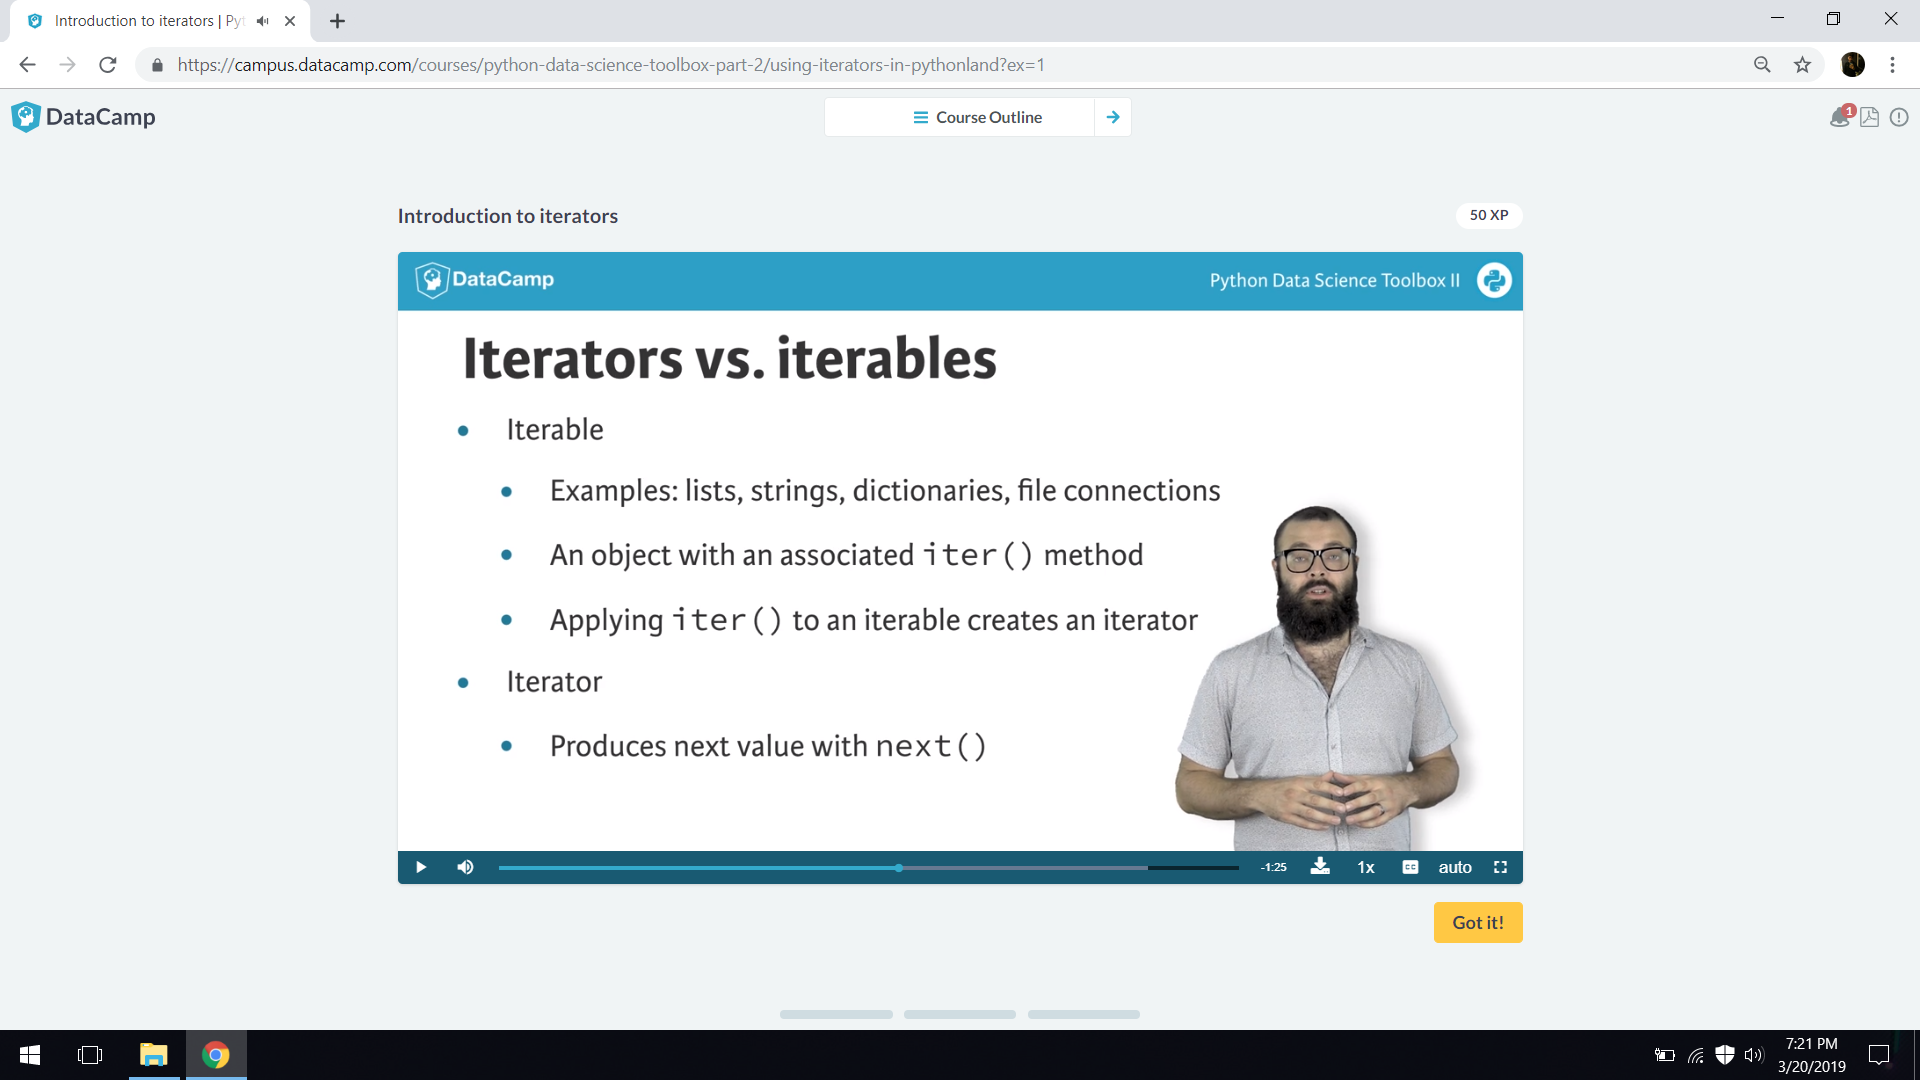 Introduction to iterators | Pyt
https://campus.datacamp.com/courses/python-data-science-toolbox-part-2/using-iterators-in-pythonland?ex=1
DataCamp
Course Outline
1
Introduction to iterators
50 XP
DataCamp
Python Data Science Toolbox II
Iterators vs. iterables
• Iterable
• Examples: lists, strings, dictionaries, file connections
• An object with an associated iter() method
• Applying iter() to an iterable creates an iterator
• Iterator
• Produces next value with next()
-1:25
1x
CC
auto
Got it!
7:21 PM
3/20/2019